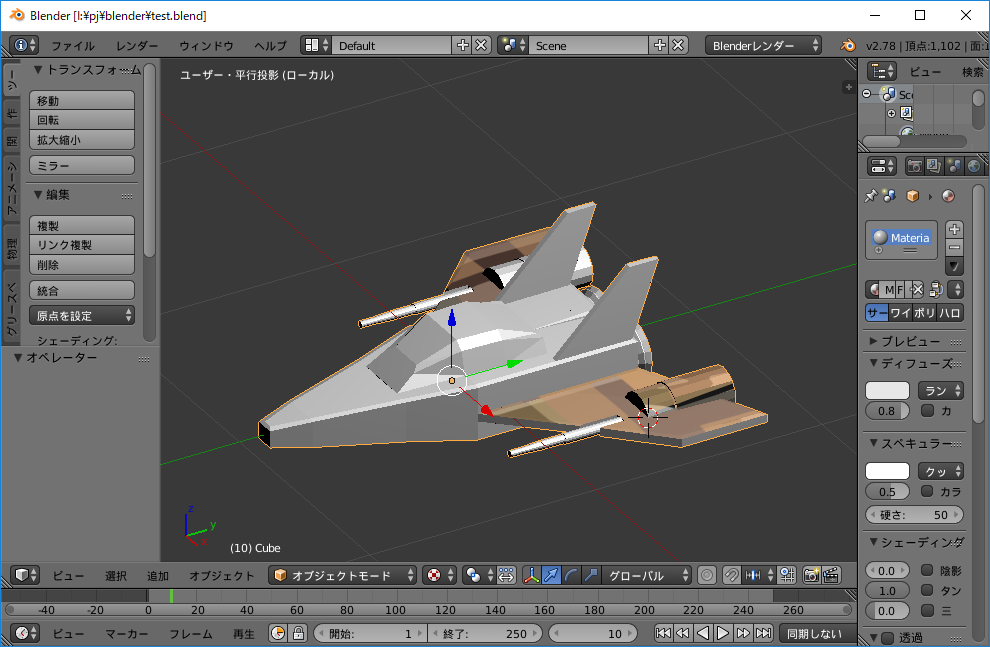 Blender [I:¥pj¥blender¥test.blend]
ファイル レンダー ウィンドウ ヘルプ Default Scene Blenderレンダー v2.78 | 頂点:1,102 | 面:1
トランスフォーム
移動
回転
拡大縮小
ミラー
編集
複製
リンク複製
削除
統合
原点を設定
シェーディング:
オペレーター
ツー
作
関
アニメーシ
物理
グリースペ
ユーザー・平行投影 (ローカル)
z
y
x
(10) Cube
ビュー 選択 追加 オブジェクト オブジェクトモード グローバル
ビュー 検索
Sce
Materia
M F
サー ワイ ポリ ハロ
プレビュー
ディフューズ
ラン
0.8 カ
スペキュラー
クッ
0.5 カラ
硬さ: 50
シェーディング
0.0 陰影
1.0 タン
0.0 三
透過
-40 -20 0 20 40 60 80 100 120 140 160 180 200 220 240 260
ビュー マーカー フレーム 再生 開始: 1 終了: 250 10 同期しない